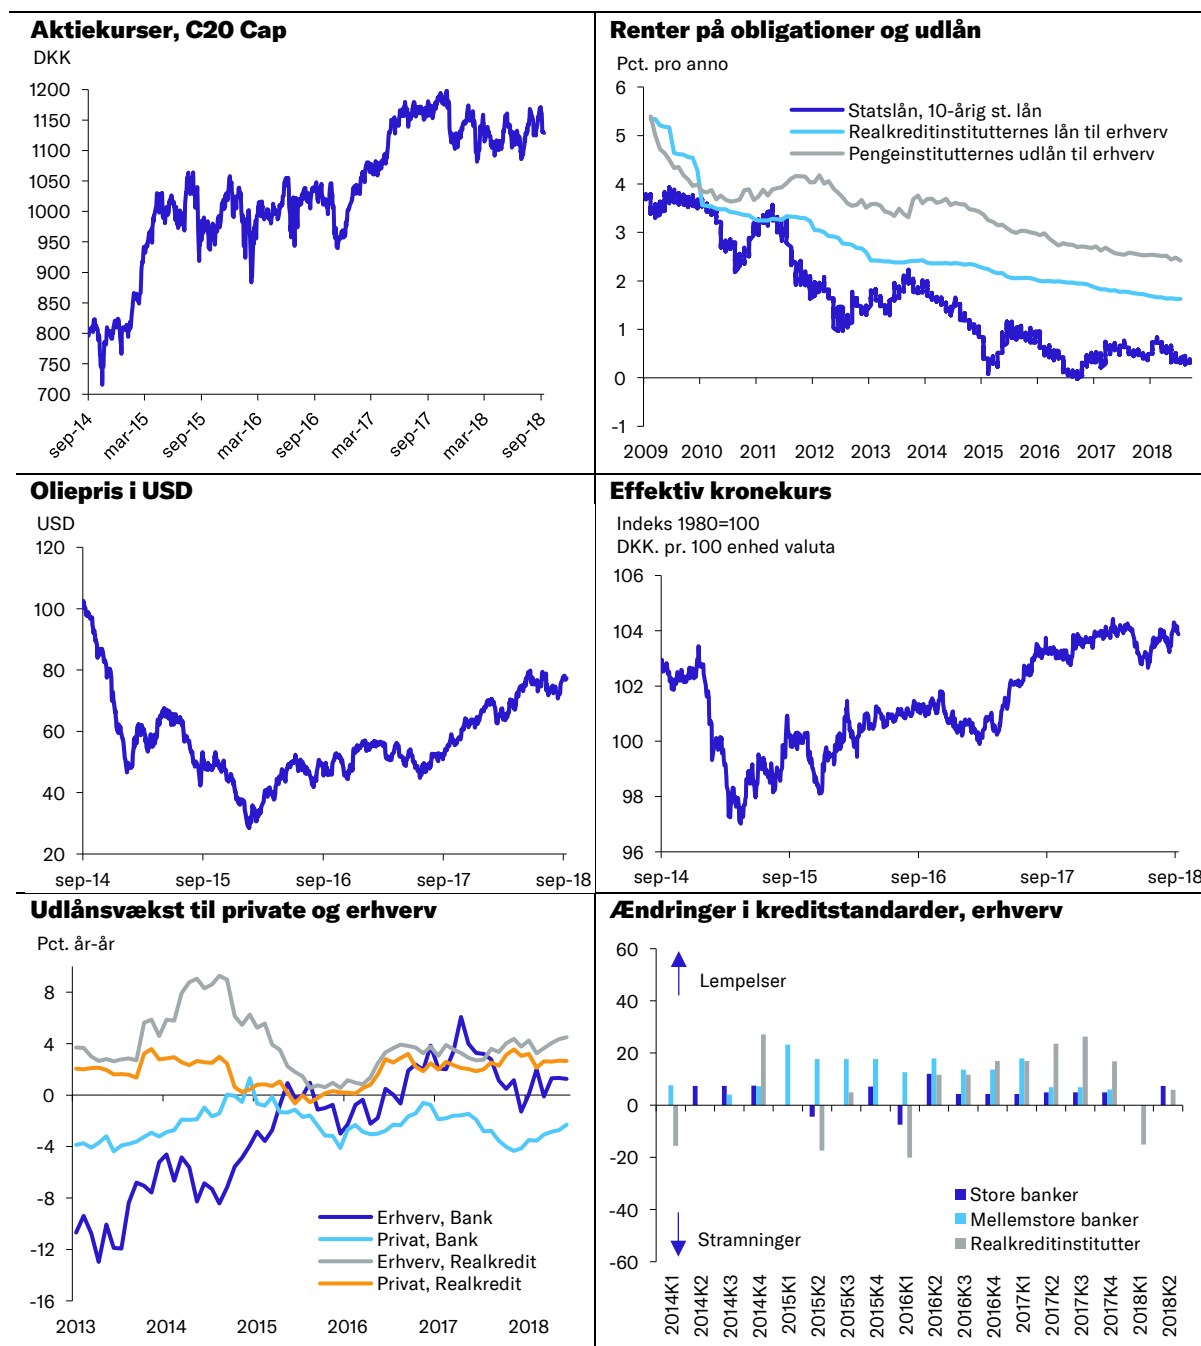 Aktiekurser, C20 Cap
DKK
1200
1150
1100
1050
1000
950
900
850
800
750
700
sep-14
mar-15
sep-15
mar-16
sep-16
mar-17
sep-17
mar-18
sep-18
Renter på obligationer og udlån
Pct. pro anno
6
5
4
3
2
1
0
-1
Statslån, 10-årig st. lån
Realkreditinstitutternes lån til erhverv
Pengeinstitutternes udlån til erhverv
2009 2010 2011 2012 2013 2014 2015 2016 2017 2018
Oliepris i USD
USD
120
100
80
60
40
20
sep-14 sep-15 sep-16 sep-17 sep-18
Effektiv kronekurs
Indeks 1980=100
DKK. pr. 100 enhed valuta
106
104
102
100
98
96
sep-14 sep-15 sep-16 sep-17 sep-18
Udlånsvækst til private og erhverv
Pct. år-år
8
4
0
-4
-8
-12
-16
Erhverv, Bank
Privat, Bank
Erhverv, Realkredit
Privat, Realkredit
2013 2014 2015 2016 2017 2018
Ændringer i kreditstandarder, erhverv
60
40
20
0
-20
-40
-60
Lempelser
Stramninger
Store banker
Mellemstore banker
Realkreditinstitutter
2014K1
2014K2
2014K3
2014K4
2015K1
2015K2
2015K3
2015K4
2016K1
2016K2
2016K3
2016K4
2017K1
2017K2
2017K3
2017K4
2018K1
2018K2